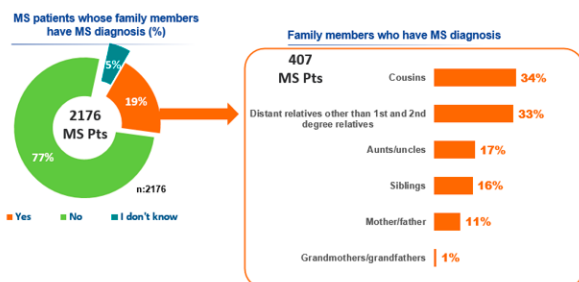 MS patients whose family members
have MS diagnosis (%)
5%
19%
2176
MS Pts
77%
n:2176
Yes
No
I don't know
Family members who have MS diagnosis
407
MS Pts
Cousins
34%
Distant relatives other than 1st and 2nd
degree relatives
33%
Aunts/uncles
17%
Siblings
16%
Mother/father
11%
Grandmothers/grandfathers
1%